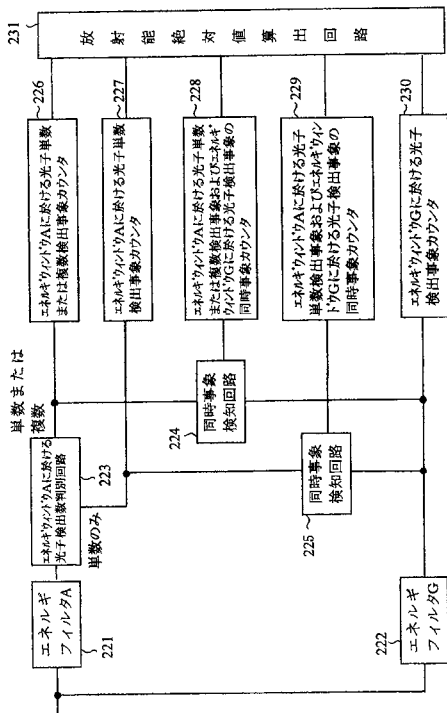 エネルギ
フィルタA
221
エネルギウィンドウAに於ける
光子検出数判別回路
223
単数または
複数
単数のみ
同時事象
検知回路
224
同時事象
検知回路
225
エネルギ
フィルタG
222
エネルギウィンドウAに於ける光子単数
または複数検出事象カウンタ
226
エネルギウィンドウAに於ける光子単数
検出事象カウンタ
227
エネルギウィンドウAに於ける光子単数
または複数検出事象およびエネルギ
ウィンドウGに於ける光子検出事象の
同時事象カウンタ
228
エネルギウィンドウAに於ける光子
単数検出事象およびエネルギウィン
ドウGに於ける光子検出事象の
同時事象カウンタ
229
エネルギウィンドウGに於ける光子
検出事象カウンタ
230
放射能絶対値算出回路
231